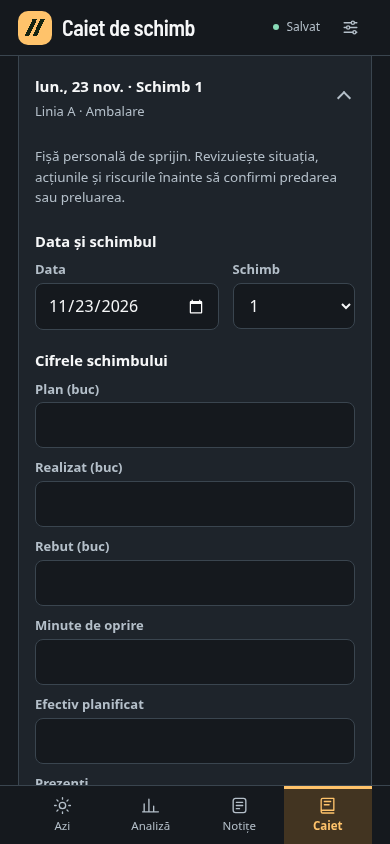 Caiet de schimb
Salvat
lun., 23 nov. · Schimb 1
Linia A · Ambalare
Fișă personală de sprijin. Revizuiește situația,
acțiunile și riscurile înainte să confirmi predarea
sau preluarea.
Data și schimbul
Data
Schimb
11/23/2026
1
Cifrele schimbului
Plan (buc)
Realizat (buc)
Rebut (buc)
Minute de oprire
Efectiv planificat
Prezenți
Azi
Analiză
Notițe
Caiet